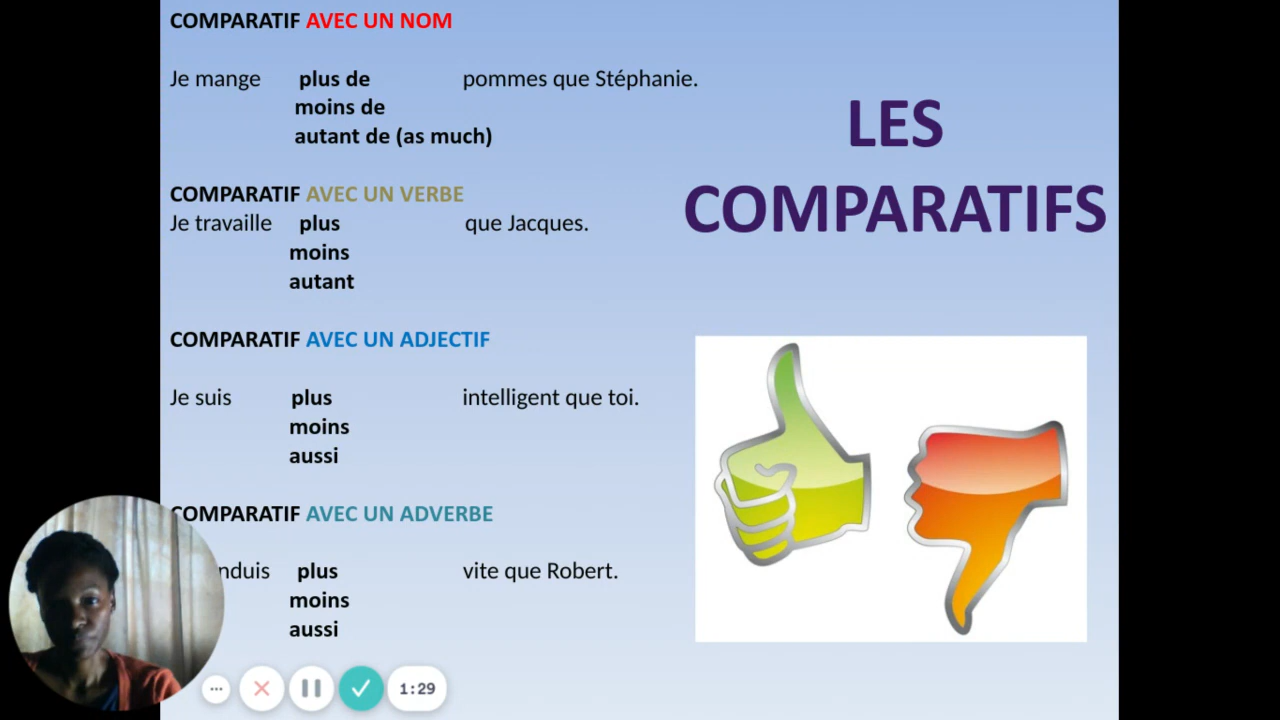 COMPARATIF AVEC UN NOM
Je mange plus de pommes que Stéphanie.
moins de
autant de (as much)
COMPARATIF AVEC UN VERBE
Je travaille plus que Jacques.
moins
autant
COMPARATIF AVEC UN ADJECTIF
Je suis plus intelligent que toi.
moins
aussi
COMPARATIF AVEC UN ADVERBE
plus vite que Robert.
moins
aussi
LES
COMPARATIFS
1:29